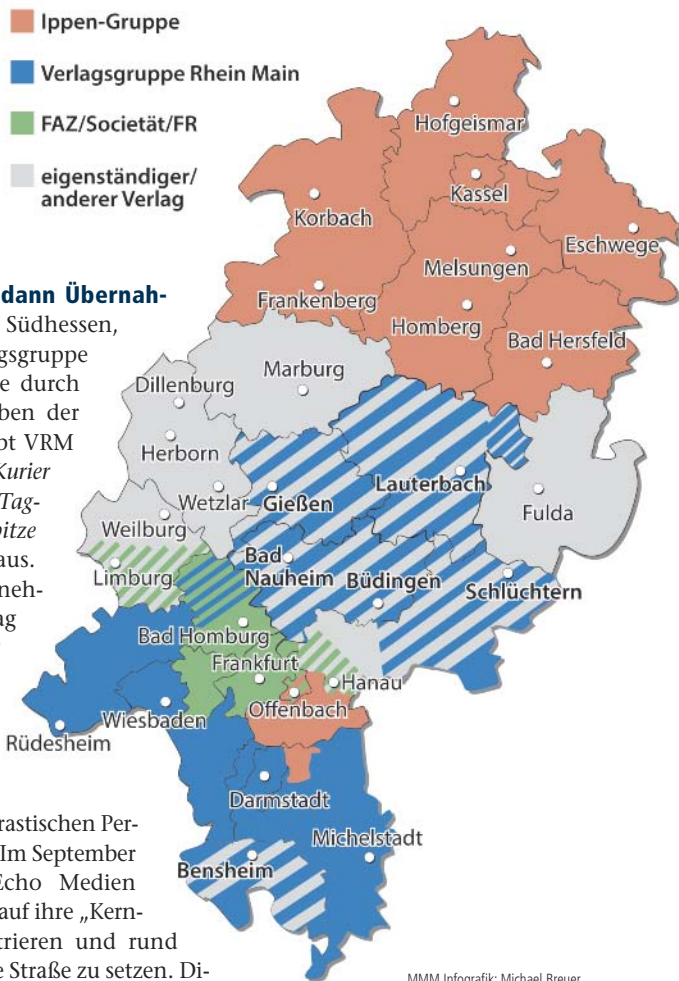 Ippen-Gruppe
Verlagsgruppe Rhein Main
FAZ/Societät/FR
eigenständiger/
anderer Verlag
Hofgeismar
Kassel
Korbach
Eschwege
Melsungen
Frankenberg
Homberg
Bad Hersfeld
Marburg
Dillenburg
Herborn
Wetzlar
Gießen
Lauterbach
Fulda
Weilburg
Limburg
Bad
Nauheim
Büdingen
Schlüchtern
Bad Homburg
Frankfurt
Hanau
Offenbach
Wiesbaden
Rüdesheim
Darmstadt
Michelstadt
Bensheim
dann Übernah-
Südhessen,
gsgruppe
e durch
ben der
bt VRM
Kurier
Tag-
pitze
aus.
neh-
ag
rastischen Per-
Im September
Echo Medien
auf ihre „Kern-
trieren und rund
e Straße zu setzen. Di-
MMM Infografik: Michael Breuer